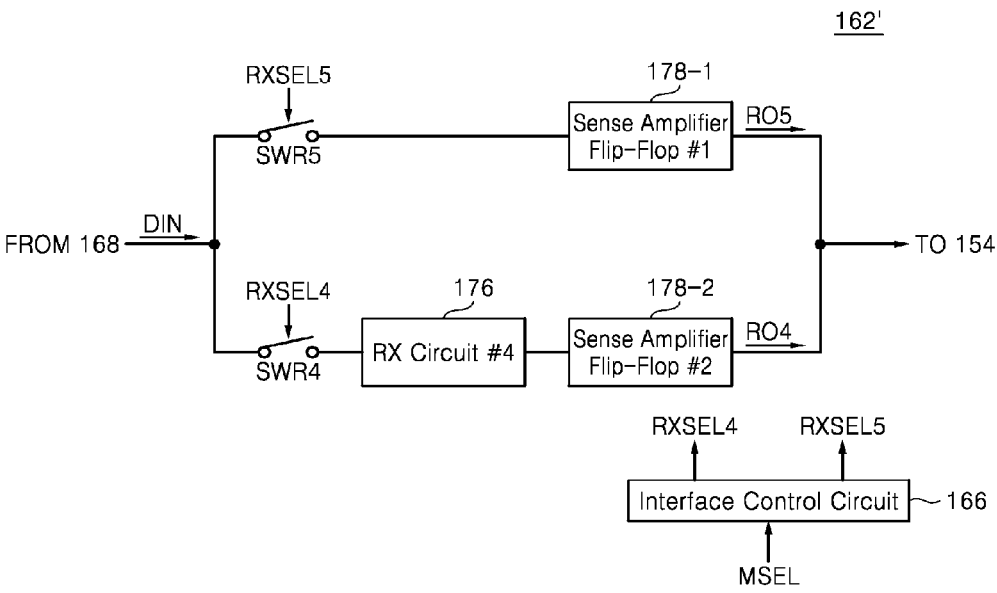 162'
RXSEL5
178-1
Sense Amplifier
Flip-Flop #1
RO5
SWR5
DIN
FROM 168
TO 154
RXSEL4
176
178-2
RX Circuit #4
Sense Amplifier
Flip-Flop #2
RO4
SWR4
RXSEL4
RXSEL5
Interface Control Circuit
166
MSEL